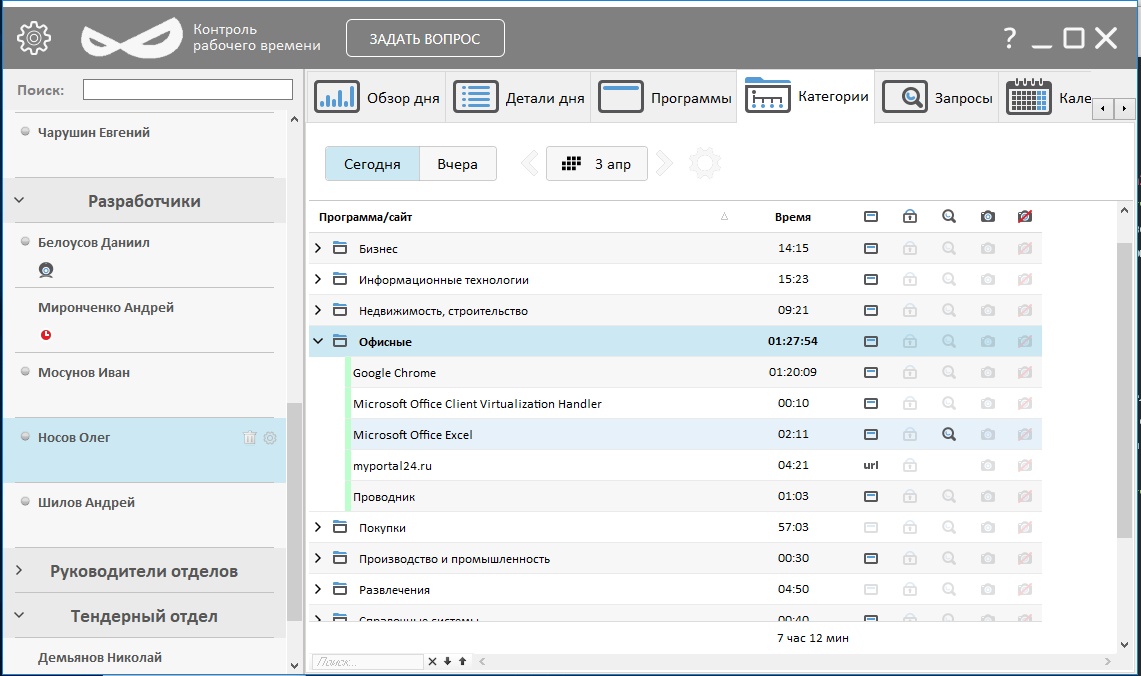 Контроль
рабочего времени
ЗАДАТЬ ВОПРОС
?
Поиск:
Чарушин Евгений
Разработчики
Белоусов Даниил
Миронченко Андрей
Мосунов Иван
Носов Олег
Шилов Андрей
Руководители отделов
Тендерный отдел
Демьянов Николай
Обзор дня
Детали дня
Программы
Категории
Запросы
Кале
Сегодня
Вчера
3 апр
Программа/сайт Время
Бизнес 14:15
Информационные технологии 15:23
Недвижимость, строительство 09:21
Офисные 01:27:54
Google Chrome 01:20:09
Microsoft Office Client Virtualization Handler 00:10
Microsoft Office Excel 02:11
myportal24.ru 04:21 url
Проводник 01:03
Покупки 57:03
Производство и промышленность 00:30
Развлечения 04:50
Справочные системы 00:40
7 час 12 мин
Поиск...